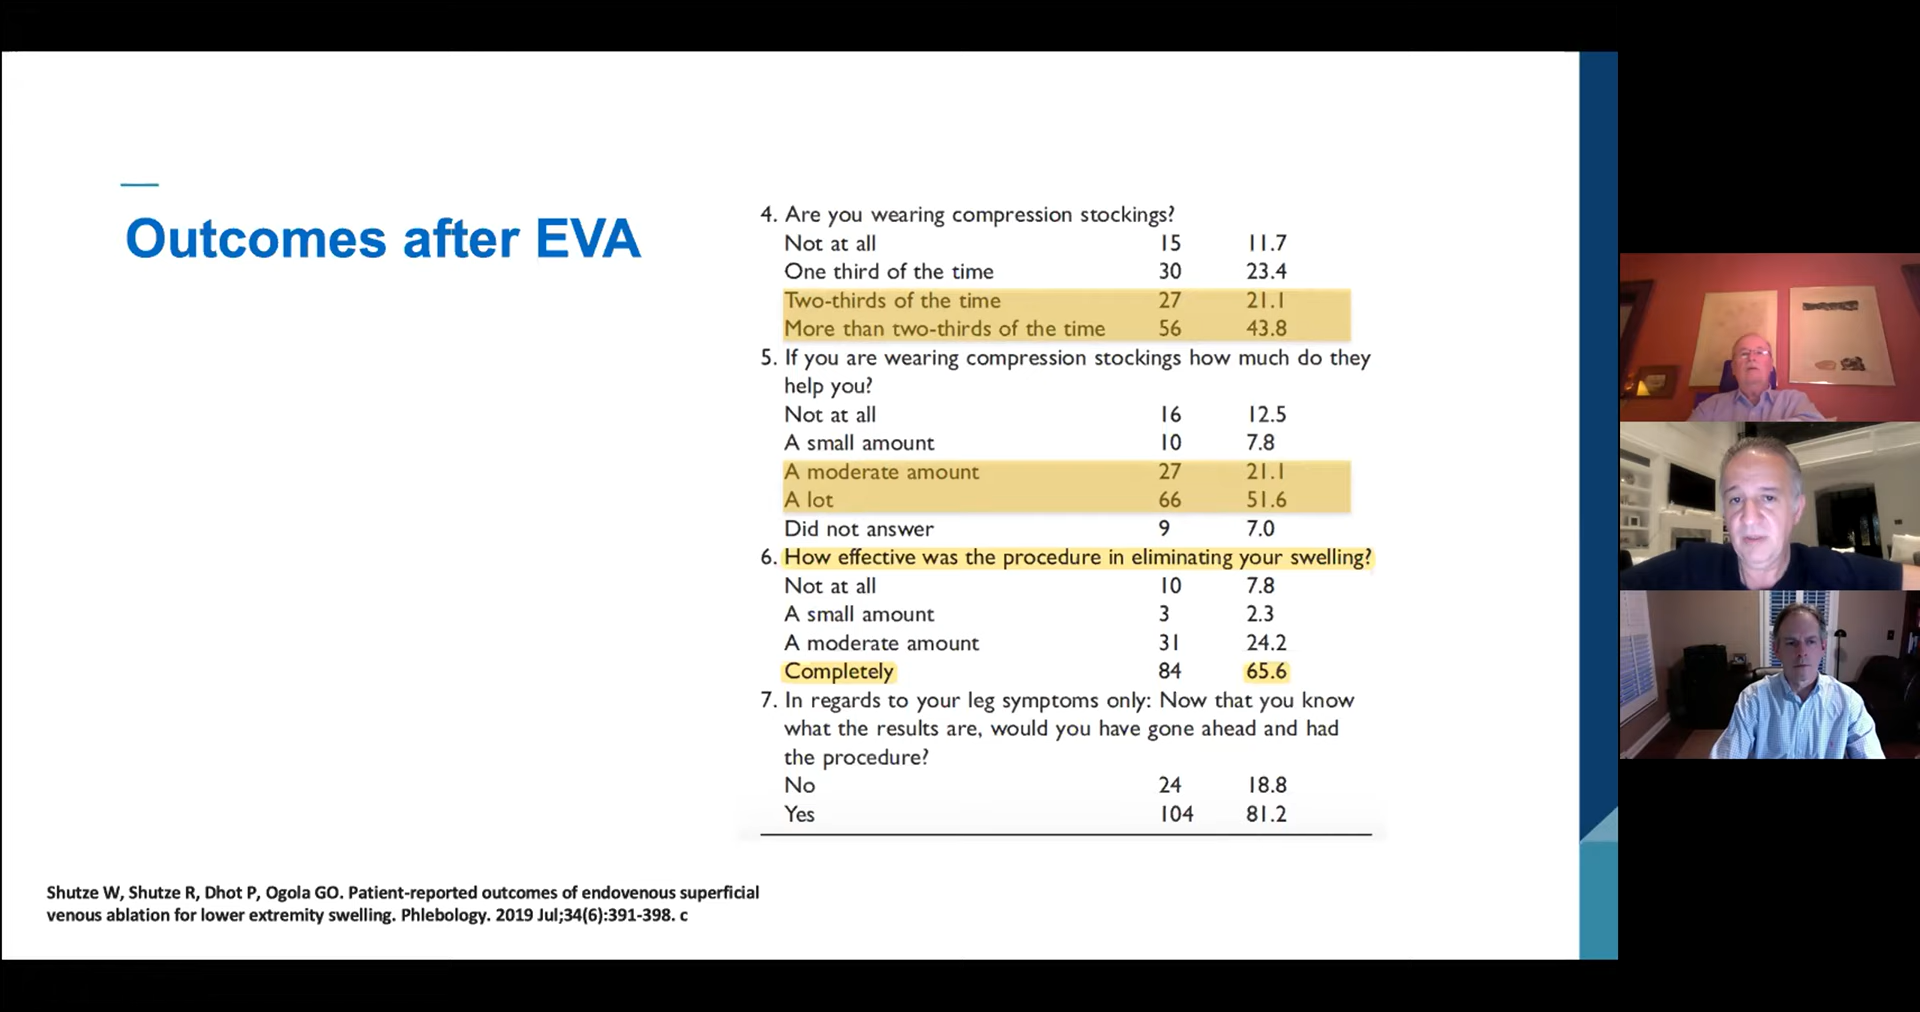 Outcomes after EVA
4. Are you wearing compression stockings?
Not at all 15 11.7
One third of the time 30 23.4
Two-thirds of the time 27 21.1
More than two-thirds of the time 56 43.8
5. If you are wearing compression stockings how much do they
help you?
Not at all 16 12.5
A small amount 10 7.8
A moderate amount 27 21.1
A lot 66 51.6
Did not answer 9 7.0
6. How effective was the procedure in eliminating your swelling?
Not at all 10 7.8
A small amount 3 2.3
A moderate amount 31 24.2
Completely 84 65.6
7. In regards to your leg symptoms only: Now that you know
what the results are, would you have gone ahead and had
the procedure?
No 24 18.8
Yes 104 81.2
Shutze W, Shutze R, Dhot P, Ogola GO. Patient-reported outcomes of endovenous superficial
venous ablation for lower extremity swelling. Phlebology. 2019 Jul;34(6):391-398. c